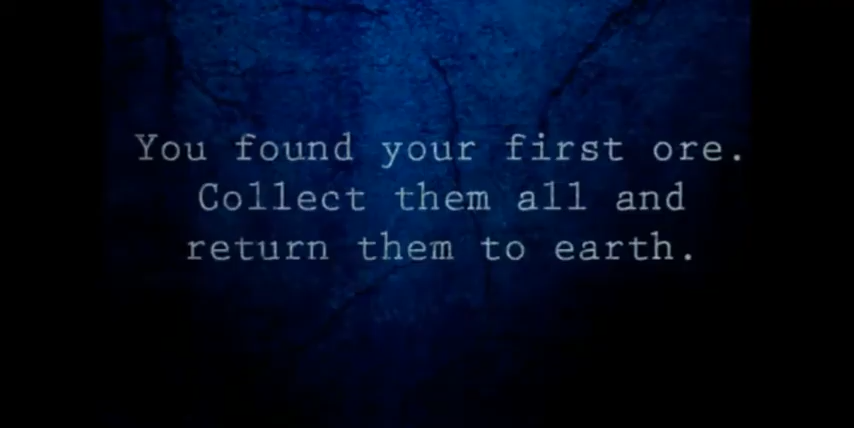 You found your first ore.
Collect them all and
return them to earth.